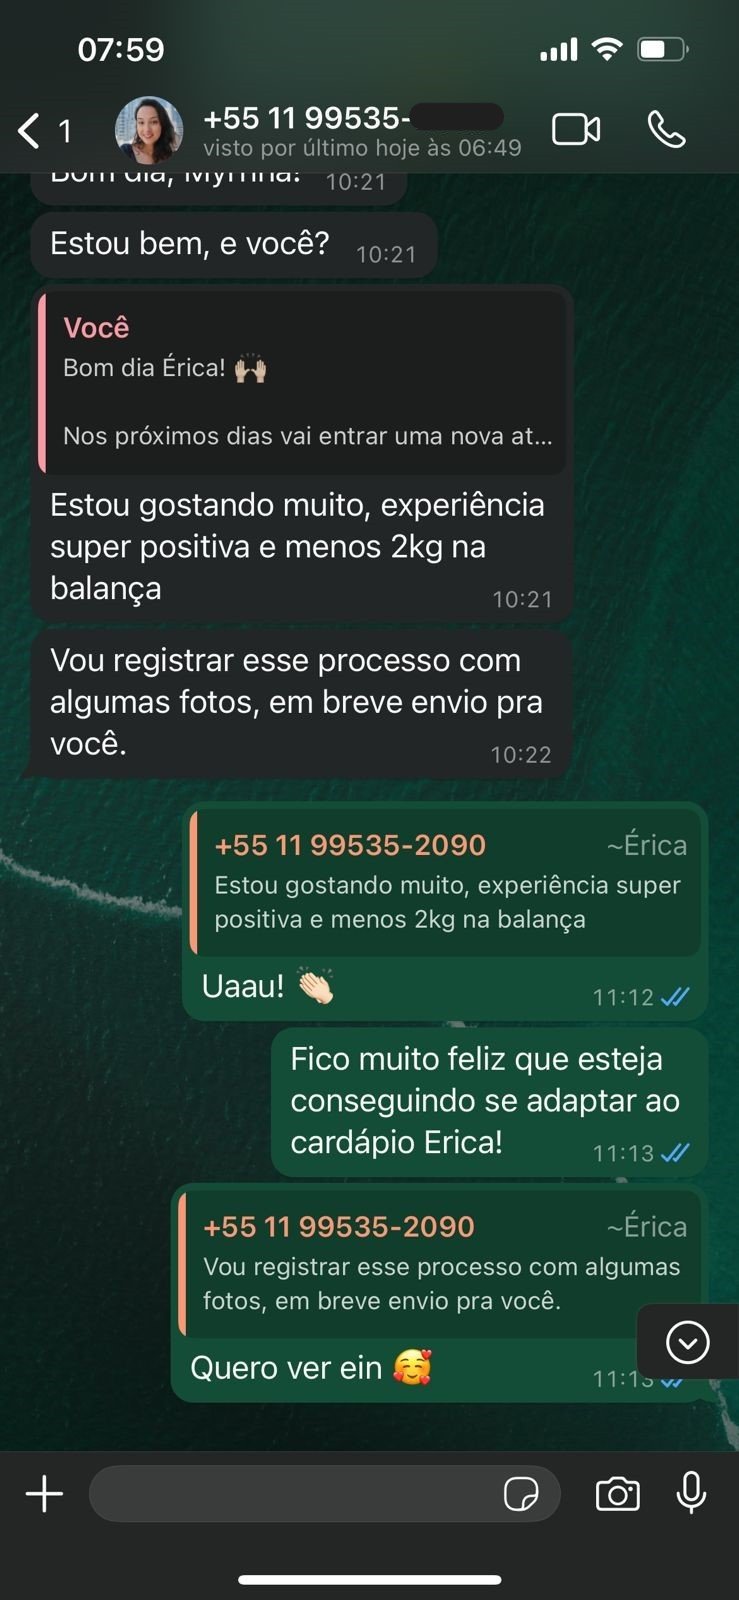 07:59
1
+55 11 99535-
visto por último hoje às 06:49
Bom dia, Myrrina!
10:21
Estou bem, e você?
10:21
Você
Bom dia Érica! 🙌🏼
Nos próximos dias vai entrar uma nova at...
Estou gostando muito, experiência
super positiva e menos 2kg na
balança
10:21
Vou registrar esse processo com
algumas fotos, em breve envio pra
você.
10:22
+55 11 99535-2090 ~Érica
Estou gostando muito, experiência super
positiva e menos 2kg na balança
Uaau! 👏🏻
11:12
Fico muito feliz que esteja
conseguindo se adaptar ao
cardápio Erica!
11:13
+55 11 99535-2090 ~Érica
Vou registrar esse processo com algumas
fotos, em breve envio pra você.
Quero ver ein 🥰
11:13